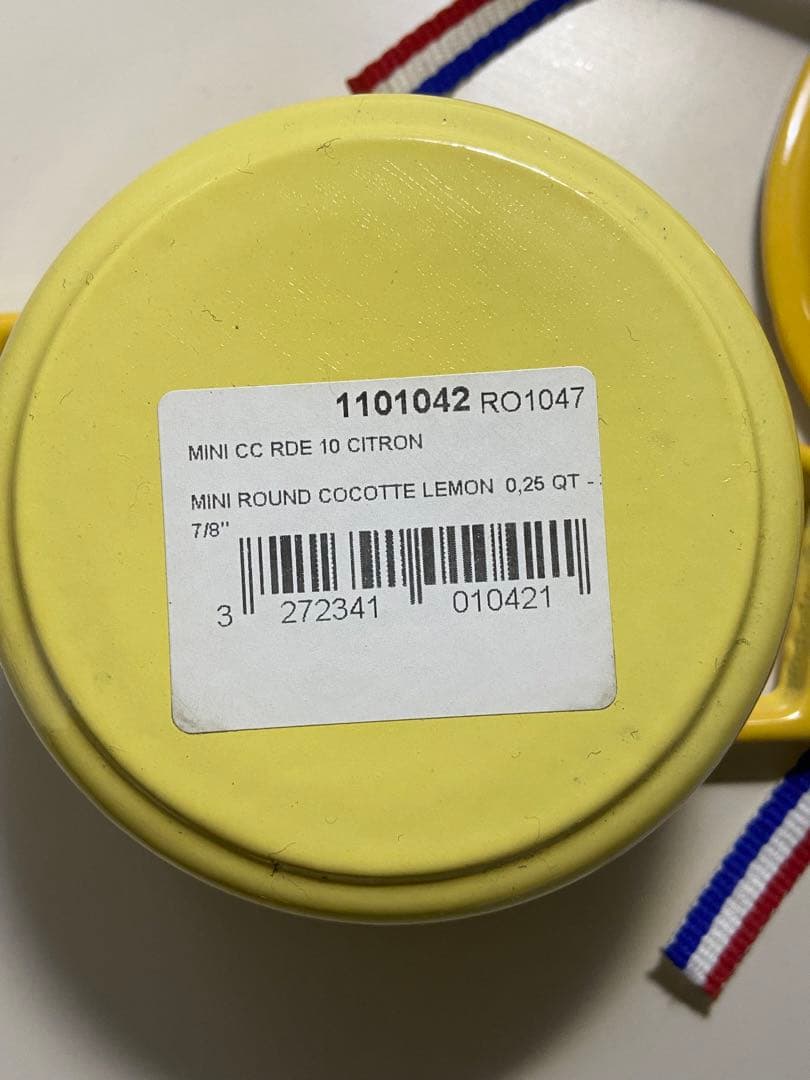 1101042 RO1047
MINI CC RDE 10 CITRON
MINI ROUND COCOTTE LEMON 0,25 QT -
7/8"
3 272341 010421